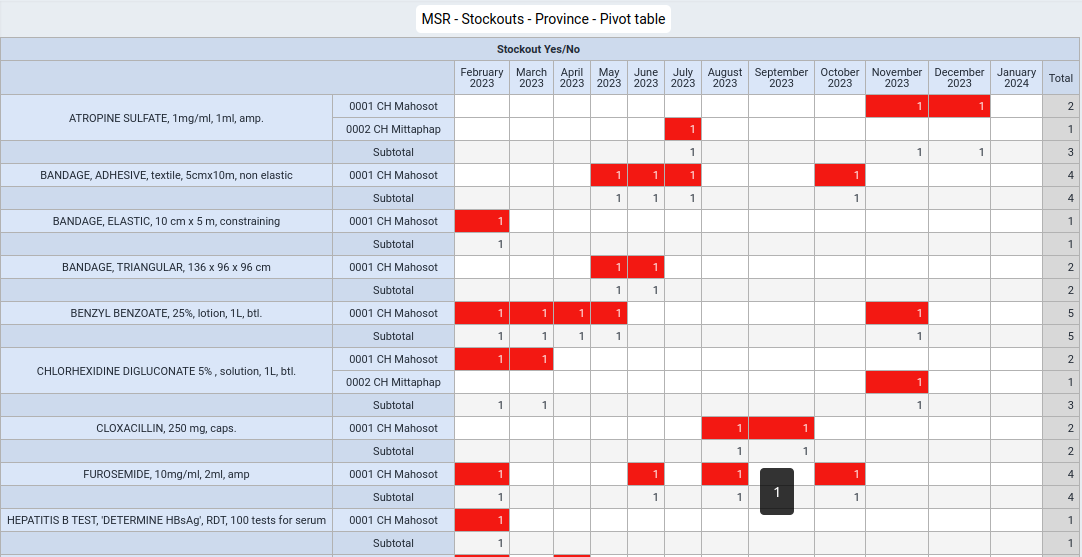 MSR - Stockouts - Province - Pivot table
Stockout Yes/No
February 2023 March 2023 April 2023 May 2023 June 2023 July 2023 August 2023 September 2023 October 2023 November 2023 December 2023 January 2024 Total
ATROPINE SULFATE, 1mg/ml, 1ml, amp. 0001 CH Mahosot 1 1 2
0002 CH Mittaphap 1 1
Subtotal 1 1 1 3
BANDAGE, ADHESIVE, textile, 5cmx10m, non elastic 0001 CH Mahosot 1 1 1 1 4
Subtotal 1 1 1 1 4
BANDAGE, ELASTIC, 10 cm x 5 m, constraining 0001 CH Mahosot 1 1
Subtotal 1 1
BANDAGE, TRIANGULAR, 136 x 96 x 96 cm 0001 CH Mahosot 1 1 2
Subtotal 1 1 2
BENZYL BENZOATE, 25%, lotion, 1L, btl. 0001 CH Mahosot 1 1 1 1 1 5
Subtotal 1 1 1 1 1 5
CHLORHEXIDINE DIGLUCONATE 5% , solution, 1L, btl. 0001 CH Mahosot 1 1 2
0002 CH Mittaphap 1 1
Subtotal 1 1 1 3
CLOXACILLIN, 250 mg, caps. 0001 CH Mahosot 1 1 2
Subtotal 1 1 2
FUROSEMIDE, 10mg/ml, 2ml, amp 0001 CH Mahosot 1 1 1 1 4
1
Subtotal 1 1 1 1 4
HEPATITIS B TEST, 'DETERMINE HBsAg', RDT, 100 tests for serum 0001 CH Mahosot 1 1
Subtotal 1 1